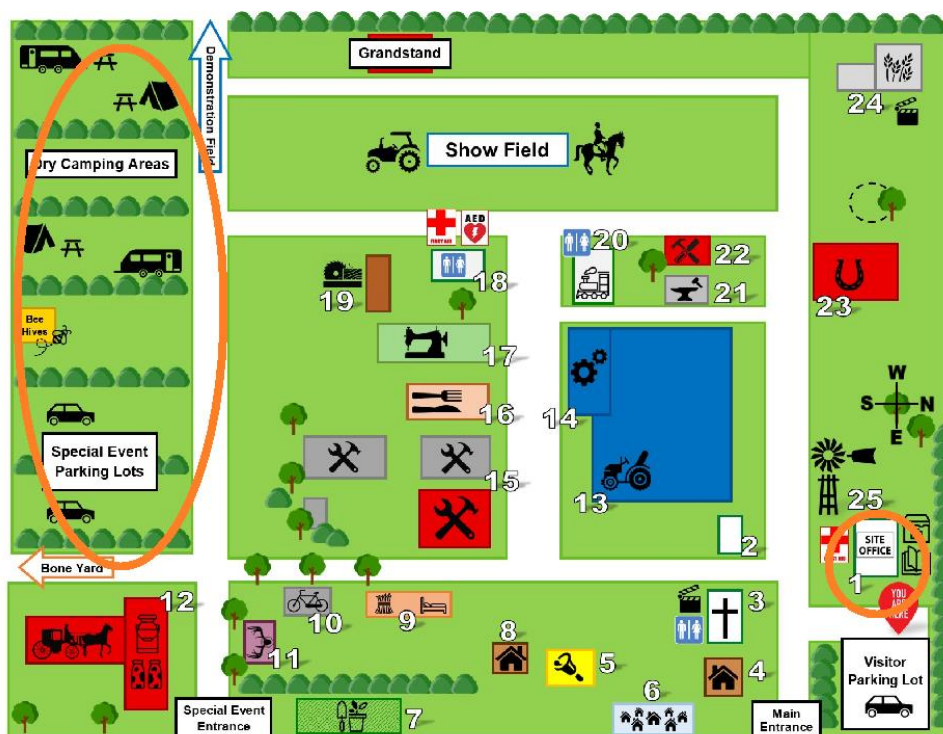 Grandstand
Demonstration Field
24
Dry Camping Areas
Show Field
AED
FIRST AID
20
22
18
19
21
23
Bee
Hives
17
W
S N
E
16
14
Special Event
Parking Lots
15
13
25
2
SITE
OFFICE
1
Bone Yard
YOU
ARE
HERE
12
10
9
3
8
11
5
4
6
7
Visitor
Parking Lot
Special Event
Entrance
Main
Entrance